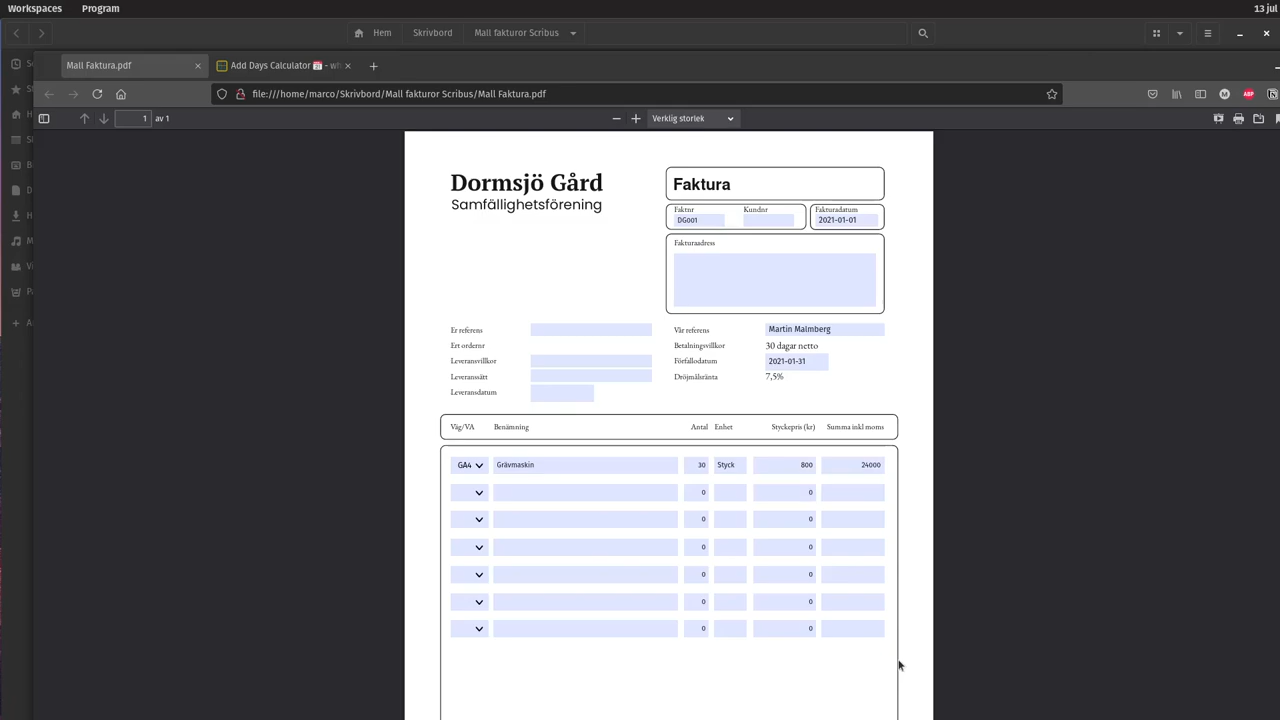 Workspaces Program 13 jul
Hem Skrivbord Mall fakturor Scribus
Mall Faktura.pdf Add Days Calculator
file:///home/marco/Skrivbord/Mall fakturor Scribus/Mall Faktura.pdf M ABP
1 av 1 Verklig storlek
Dormsjö Gård
Samfällighetsförening
Faktura
Faktnr Kundnr Fakturadatum
DG001 2021-01-01
Fakturaadress
Er referens Vår referens Martin Malmberg
Ert ordernr Betalningsvillkor 30 dagar netto
Leveransvillkor Förfallodatum 2021-01-31
Leveranssätt Dröjmålsränta 7,5%
Leveransdatum
Väg/VA Benämning Antal Enhet Styckepris (kr) Summa inkl moms
GA4 Grävmaskin 30 Styck 800 24000
0 0
0 0
0 0
0 0
0 0
0 0